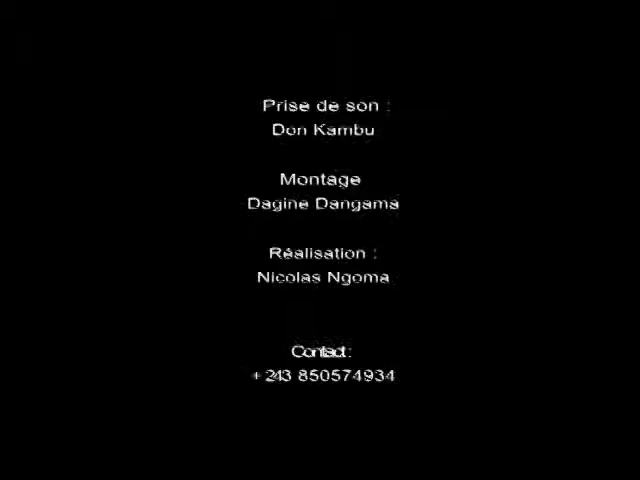 Prise de son :
Don Kambu
Montage
Dagine Dangama
Réalisation :
Nicolas Ngoma
Contact :
+ 243 850574934